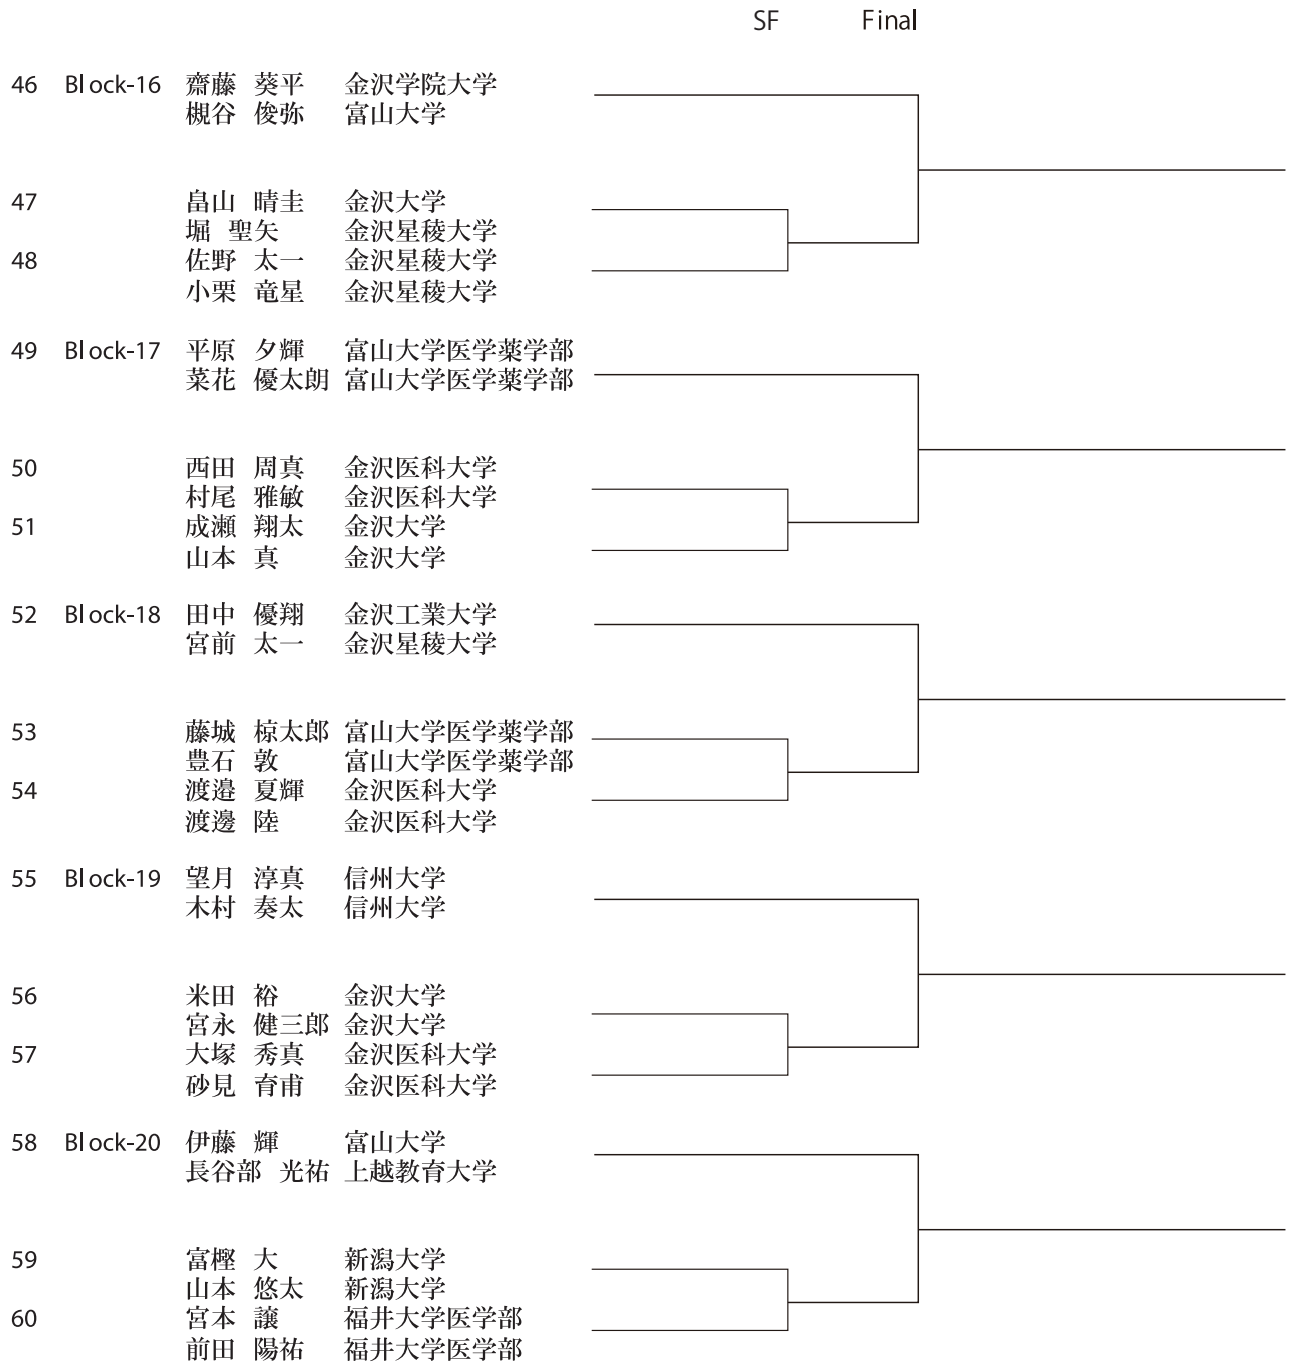 SF Final
46 Block-16 齋藤 葵平 金沢学院大学
槻谷 俊弥 富山大学
47 畠山 晴圭 金沢大学
堀 聖矢 金沢星稜大学
48 佐野 太一 金沢星稜大学
小栗 竜星 金沢星稜大学
49 Block-17 平原 夕輝 富山大学医学薬学部
菜花 優太朗 富山大学医学薬学部
50 西田 周真 金沢医科大学
村尾 雅敏 金沢医科大学
51 成瀬 翔太 金沢大学
山本 真 金沢大学
52 Block-18 田中 優翔 金沢工業大学
宮前 太一 金沢星稜大学
53 藤城 椋太郎 富山大学医学薬学部
豊石 敦 富山大学医学薬学部
54 渡邉 夏輝 金沢医科大学
渡邊 陸 金沢医科大学
55 Block-19 望月 淳真 信州大学
木村 奏太 信州大学
56 米田 裕 金沢大学
宮永 健三郎 金沢大学
57 大塚 秀真 金沢医科大学
砂見 育甫 金沢医科大学
58 Block-20 伊藤 輝 富山大学
長谷部 光祐 上越教育大学
59 富樫 大 新潟大学
山本 悠太 新潟大学
60 宮本 譲 福井大学医学部
前田 陽祐 福井大学医学部